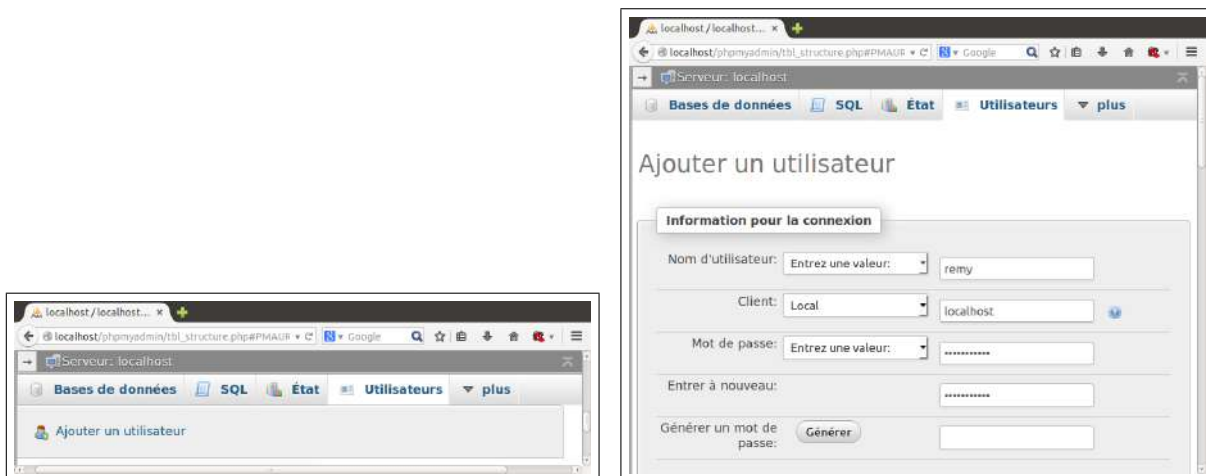 localhost/localhost... ×
localhost/phpmyadmin/tbl_structure.php#PMAUR
Google
Serveur: localhost
Bases de données SQL État Utilisateurs plus
Ajouter un utilisateur
localhost/localhost... ×
localhost/phpmyadmin/tbl_structure.php#PMAUR
Google
Serveur: localhost
Bases de données SQL État Utilisateurs plus
Ajouter un utilisateur
Information pour la connexion
Nom d'utilisateur: Entrez une valeur: remy
Client: Local localhost
Mot de passe: Entrez une valeur: •••••••••••
Entrer à nouveau: •••••••••••
Générer un mot de
passe: Générer